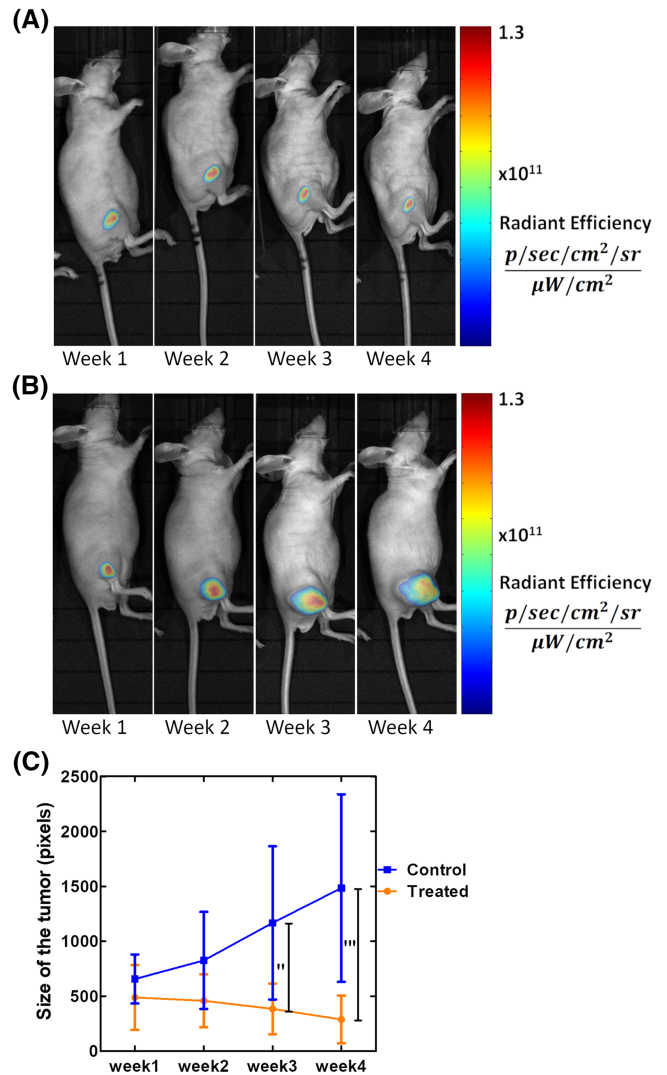 (A)
1.3
x10¹¹
Radiant Efficiency
p/sec/cm²/sr
μW/cm²
Week 1 Week 2 Week 3 Week 4
(B)
1.3
x10¹¹
Radiant Efficiency
p/sec/cm²/sr
μW/cm²
Week 1 Week 2 Week 3 Week 4
(C)
Size of the tumor (pixels)
2500
2000
1500
1000
500
0
" "'
Control
Treated
week1 week2 week3 week4